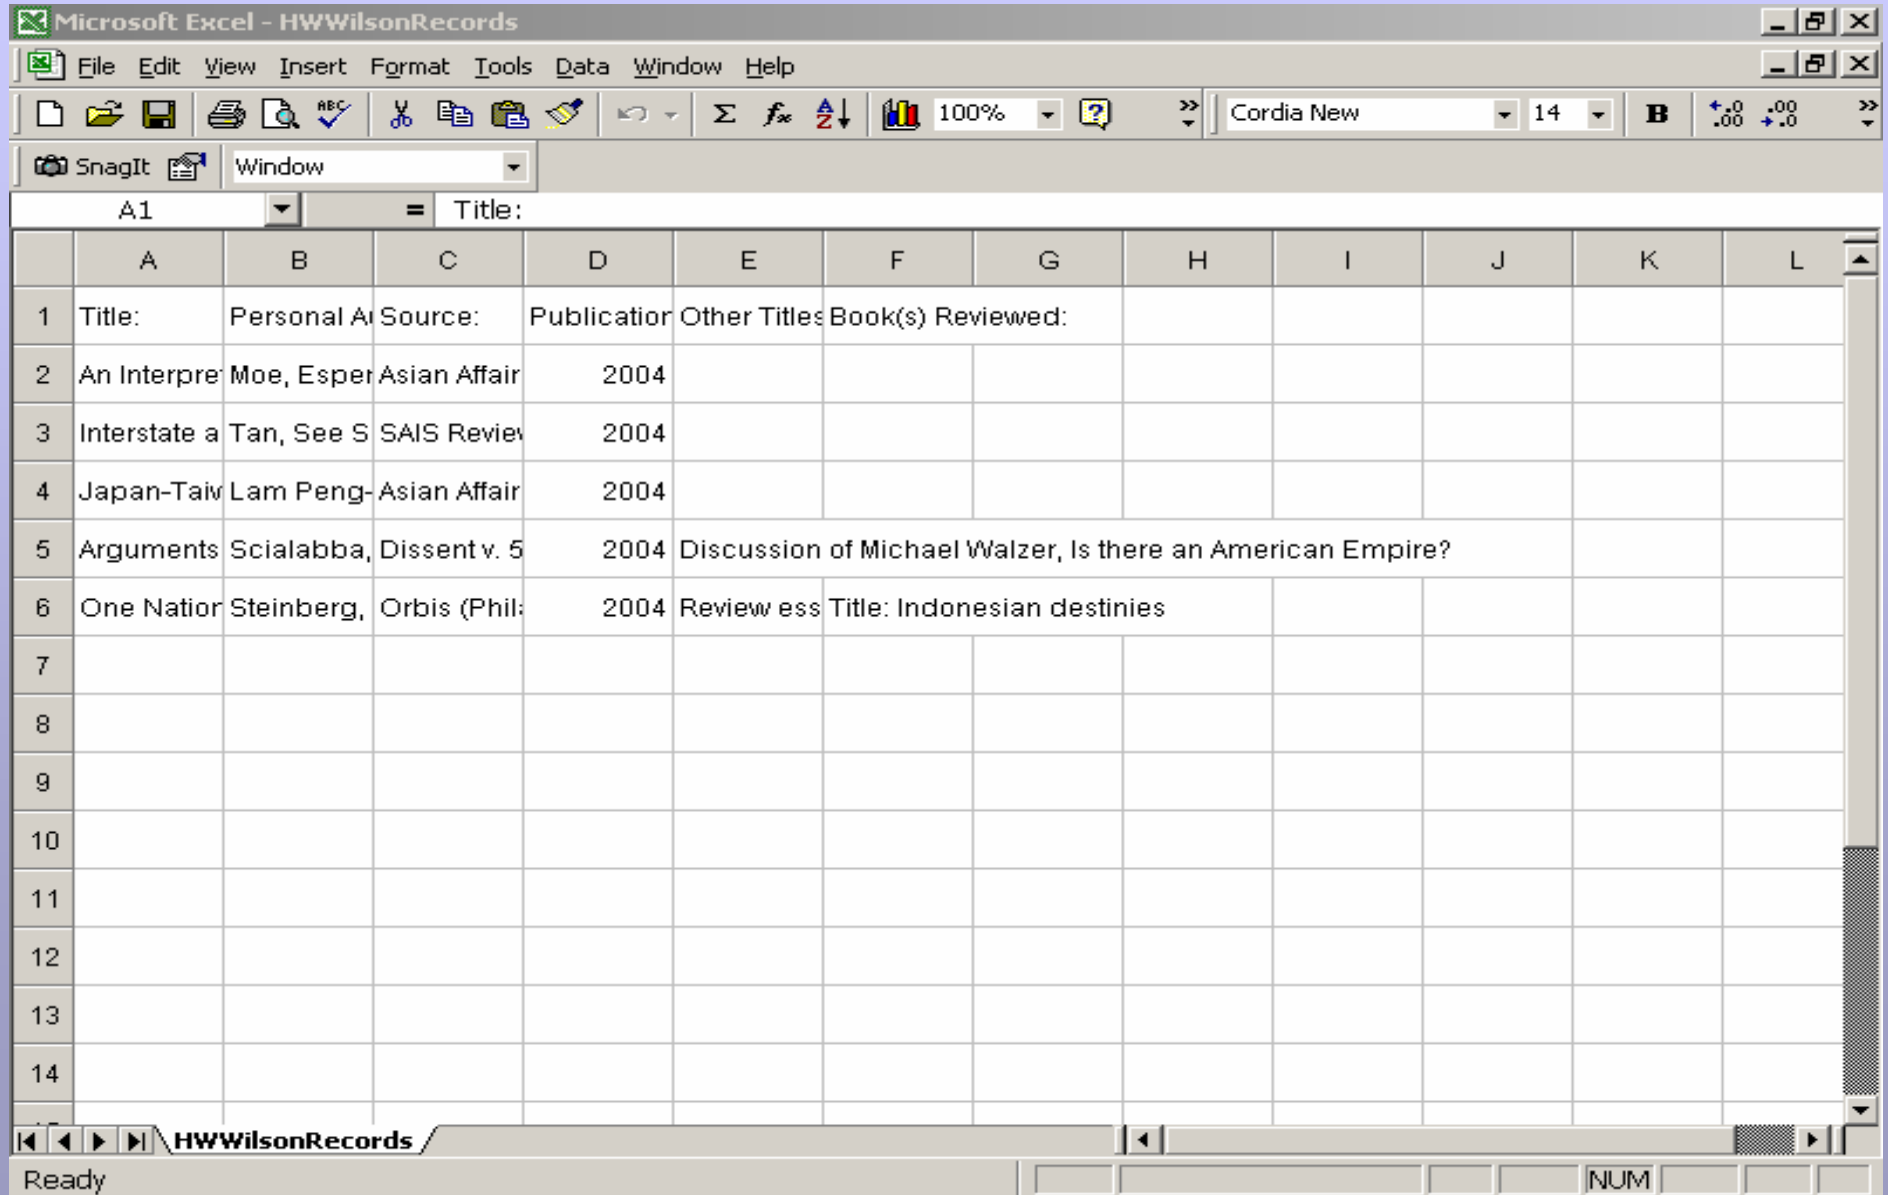 Microsoft Excel - HWWilsonRecords
File Edit View Insert Format Tools Data Window Help
100% Cordia New 14 B
SnagIt Window
A1 = Title:
A B C D E F G H I J K L
1 Title: Personal A Source: Publication Other Titles Book(s) Reviewed:
2 An Interpre Moe, Esper Asian Affair 2004
3 Interstate a Tan, See S SAIS Review 2004
4 Japan-Taiw Lam Peng- Asian Affair 2004
5 Arguments Scialabba, Dissent v. 5 2004 Discussion of Michael Walzer, Is there an American Empire?
6 One Nation Steinberg, Orbis (Phil 2004 Review ess Title: Indonesian destinies
7
8
9
10
11
12
13
14
HWWilsonRecords
Ready NUM